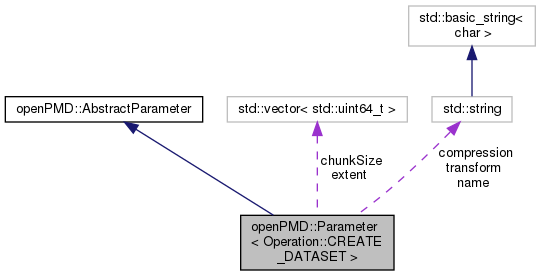 std::basic_string<
char >
openPMD::AbstractParameter
std::vector< std::uint64_t >
std::string
chunkSize
extent
compression
transform
name
openPMD::Parameter
< Operation::CREATE
_DATASET >